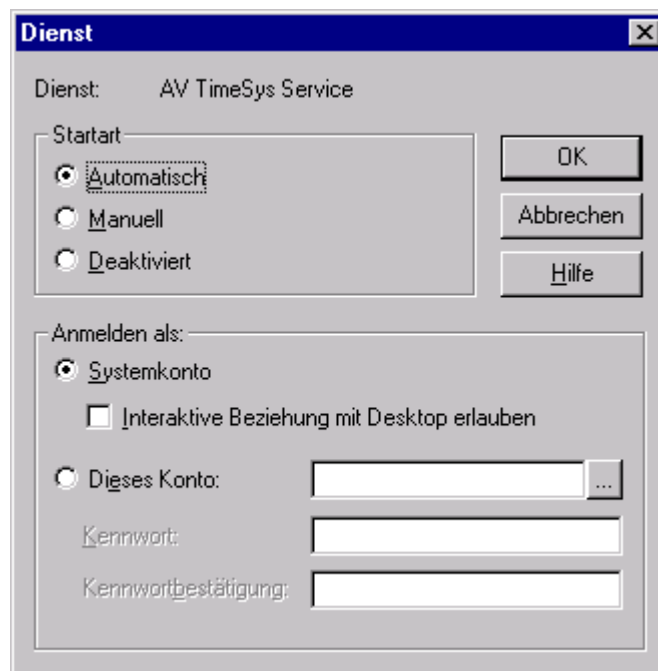 Dienst
Dienst: AV TimeSys Service
Startart
Automatisch
Manuell
Deaktiviert
OK
Abbrechen
Hilfe
Anmelden als:
Systemkonto
Interaktive Beziehung mit Desktop erlauben
Dieses Konto: ...
Kennwort:
Kennwortbestätigung: